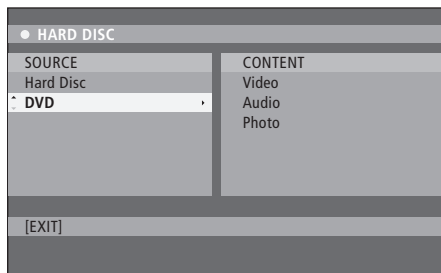 HARD DISC
SOURCE
Hard Disc
DVD
CONTENT
Video
Audio
Photo
[EXIT]